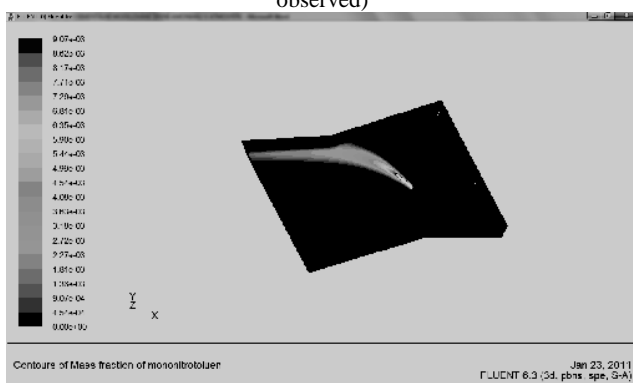 observed)
9.07e-03
8.62e-03
8.17e-03
7.71e-03
7.26e-03
6.81e-03
6.35e-03
5.90e-03
5.44e-03
4.99e-03
4.54e-03
4.08e-03
3.63e-03
3.18e-03
2.72e-03
2.27e-03
1.81e-03
1.36e-03
9.07e-04
4.54e-04
0.00e+00
Y
Z
X
Contours of Mass fraction of mononitrotoluen
Jan 23, 2011
FLUENT 6.3 (3d, pbns, spe, S-A)